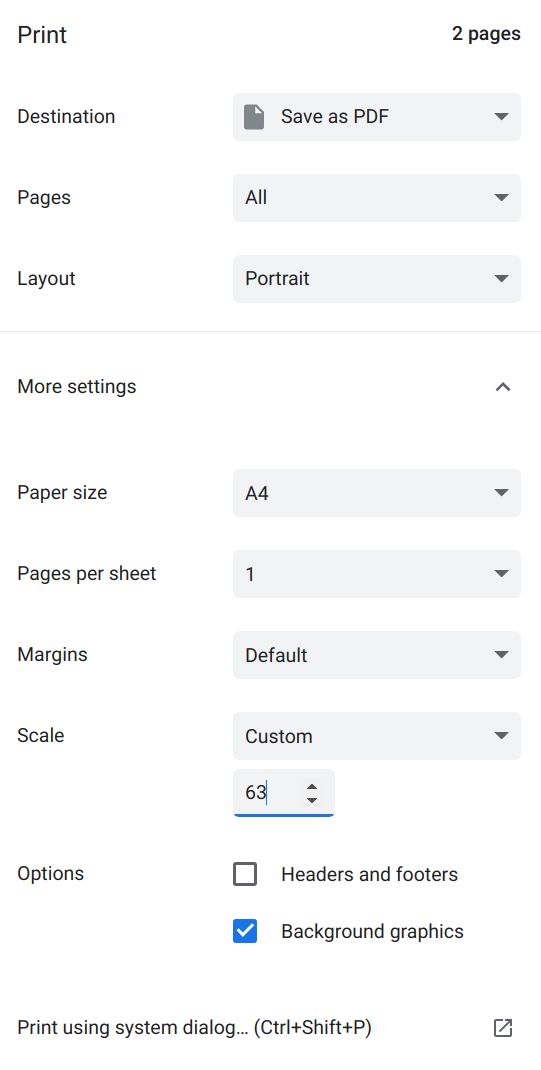 Print 2 pages
Destination Save as PDF
Pages All
Layout Portrait
More settings
Paper size A4
Pages per sheet 1
Margins Default
Scale Custom
63
Options Headers and footers
Background graphics
Print using system dialog... (Ctrl+Shift+P)